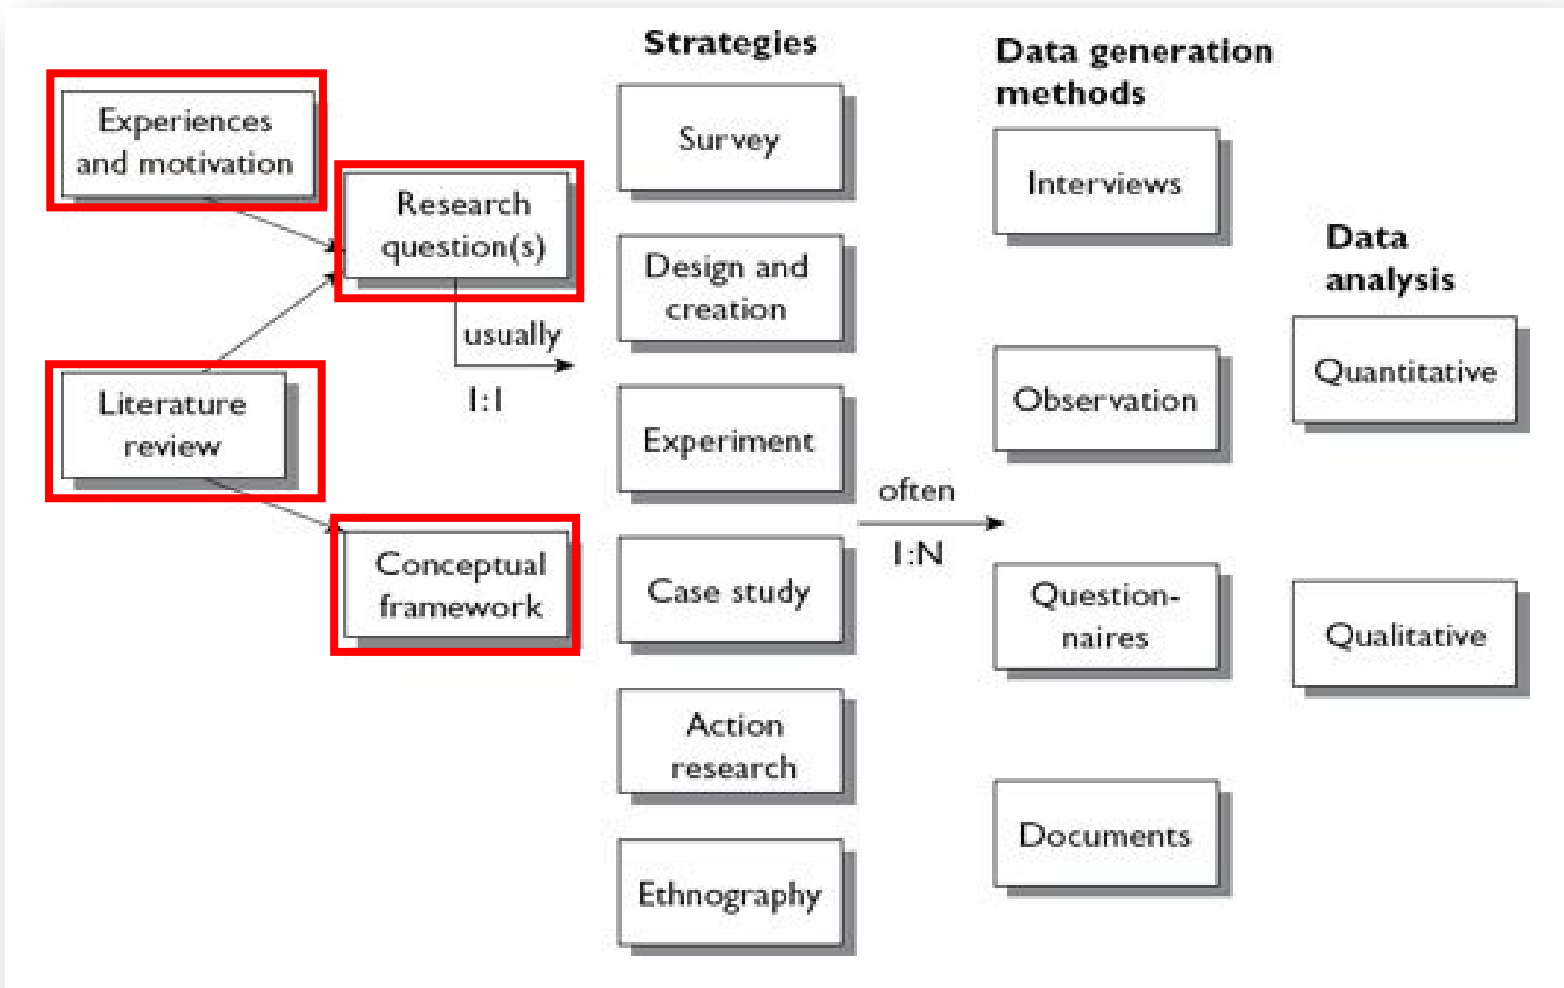 Experiences
and motivation
Research
question(s)
usually
1:1
Literature
review
Conceptual
framework
Strategies
Survey
Design and
creation
Experiment
Case study
Action
research
Ethnography
often
1:N
Data generation
methods
Interviews
Observation
Question-
naires
Documents
Data
analysis
Quantitative
Qualitative